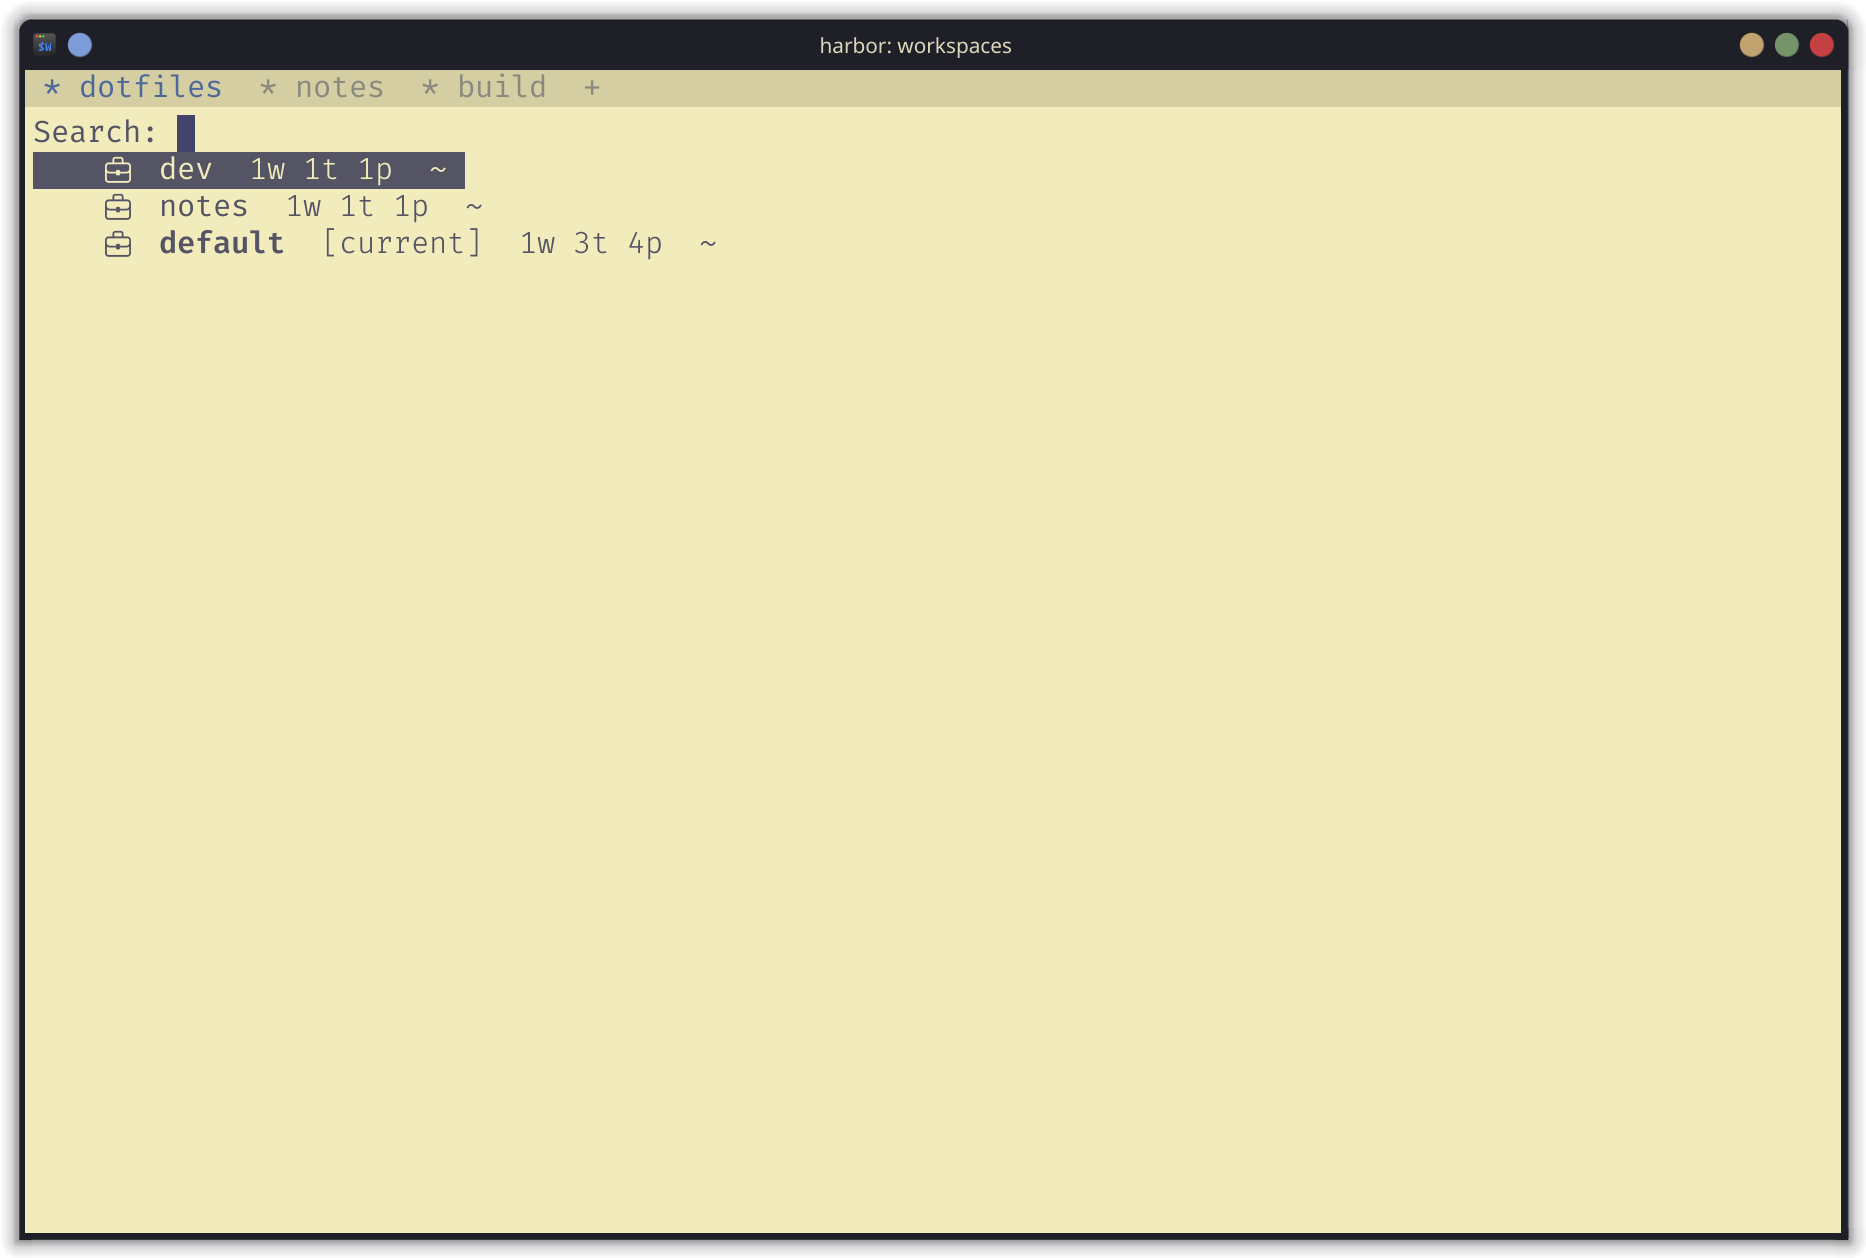 $W
harbor: workspaces
* dotfiles * notes * build +
Search:
dev 1w 1t 1p ~
notes 1w 1t 1p ~
default [current] 1w 3t 4p ~